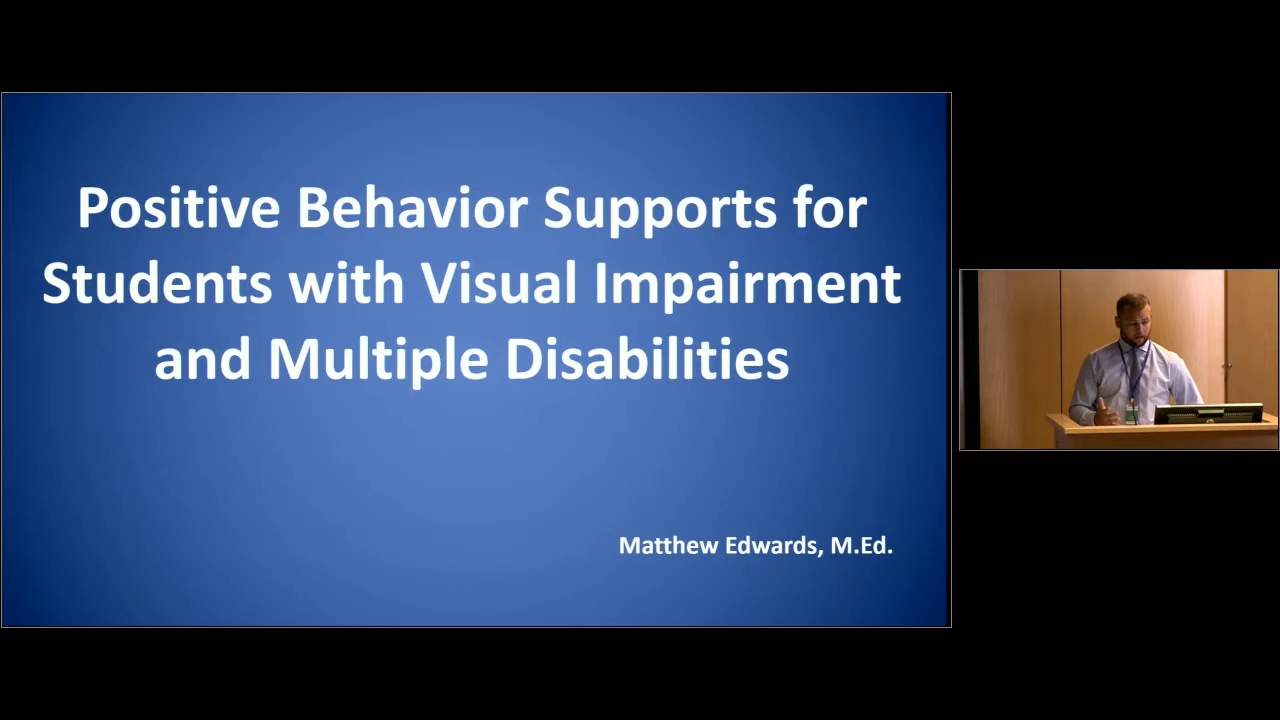 Positive Behavior Supports for
Students with Visual Impairment
and Multiple Disabilities
Matthew Edwards, M.Ed.